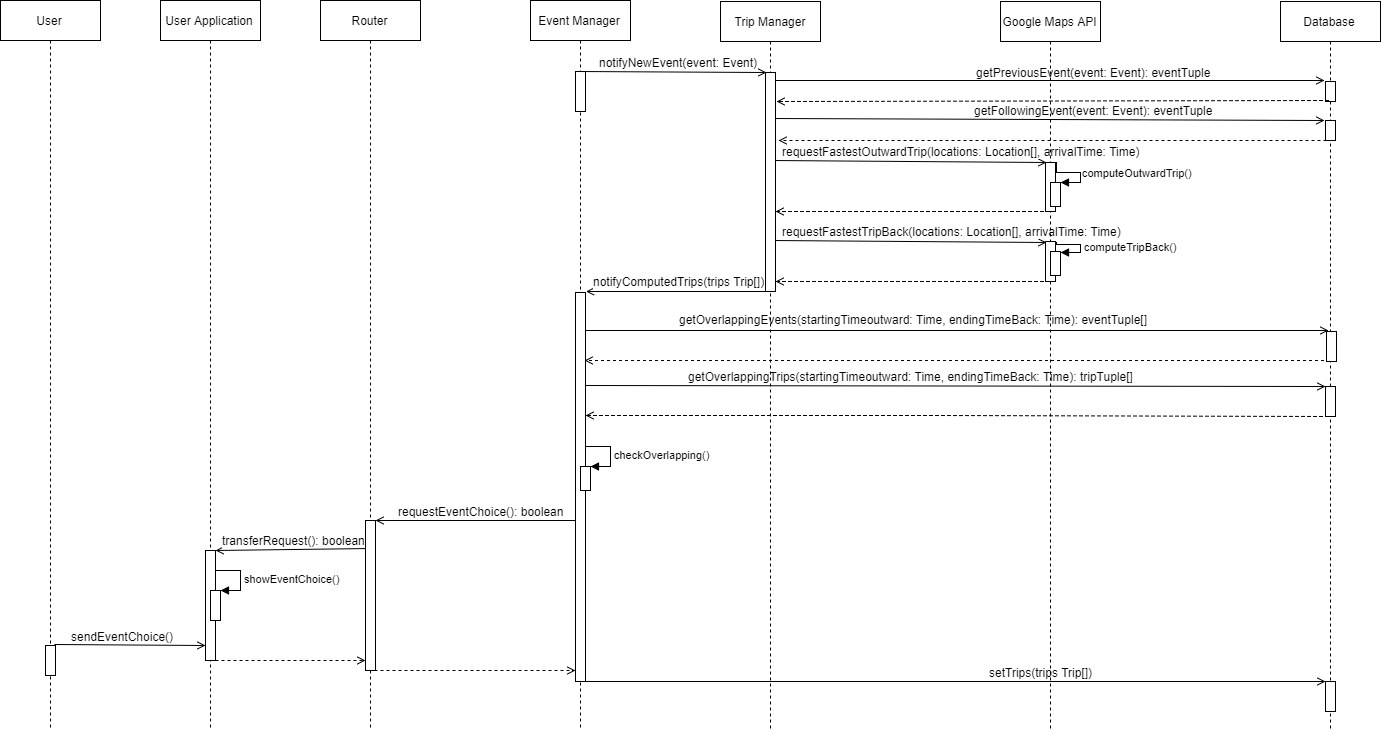 User
User Application
Router
Event Manager
Trip Manager
Google Maps API
Database
notifyNewEvent(event: Event)
getPreviousEvent(event: Event): eventTuple
getFollowingEvent(event: Event): eventTuple
requestFastestOutwardTrip(locations: Location[], arrivalTime: Time)
computeOutwardTrip()
requestFastestTripBack(locations: Location[], arrivalTime: Time)
computeTripBack()
notifyComputedTrips(trips Trip[])
getOverlappingEvents(startingTimeoutward: Time, endingTimeBack: Time): eventTuple[]
getOverlappingTrips(startingTimeoutward: Time, endingTimeBack: Time): tripTuple[]
checkOverlapping()
requestEventChoice(): boolean
transferRequest(): boolean
showEventChoice()
sendEventChoice()
setTrips(trips Trip[])